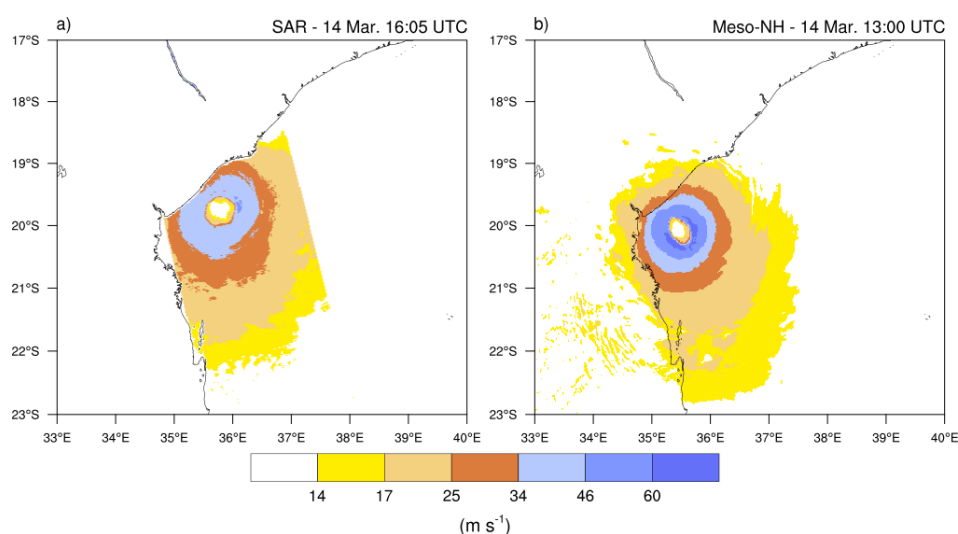 a) SAR - 14 Mar. 16:05 UTC
17°S
18°S
19°S
20°S
21°S
22°S
23°S
33°E 34°E 35°E 36°E 37°E 38°E 39°E 40°E
b) Meso-NH - 14 Mar. 13:00 UTC
17°S
18°S
19°S
20°S
21°S
22°S
23°S
33°E 34°E 35°E 36°E 37°E 38°E 39°E 40°E
14 17 25 34 46 60
(m s⁻¹)